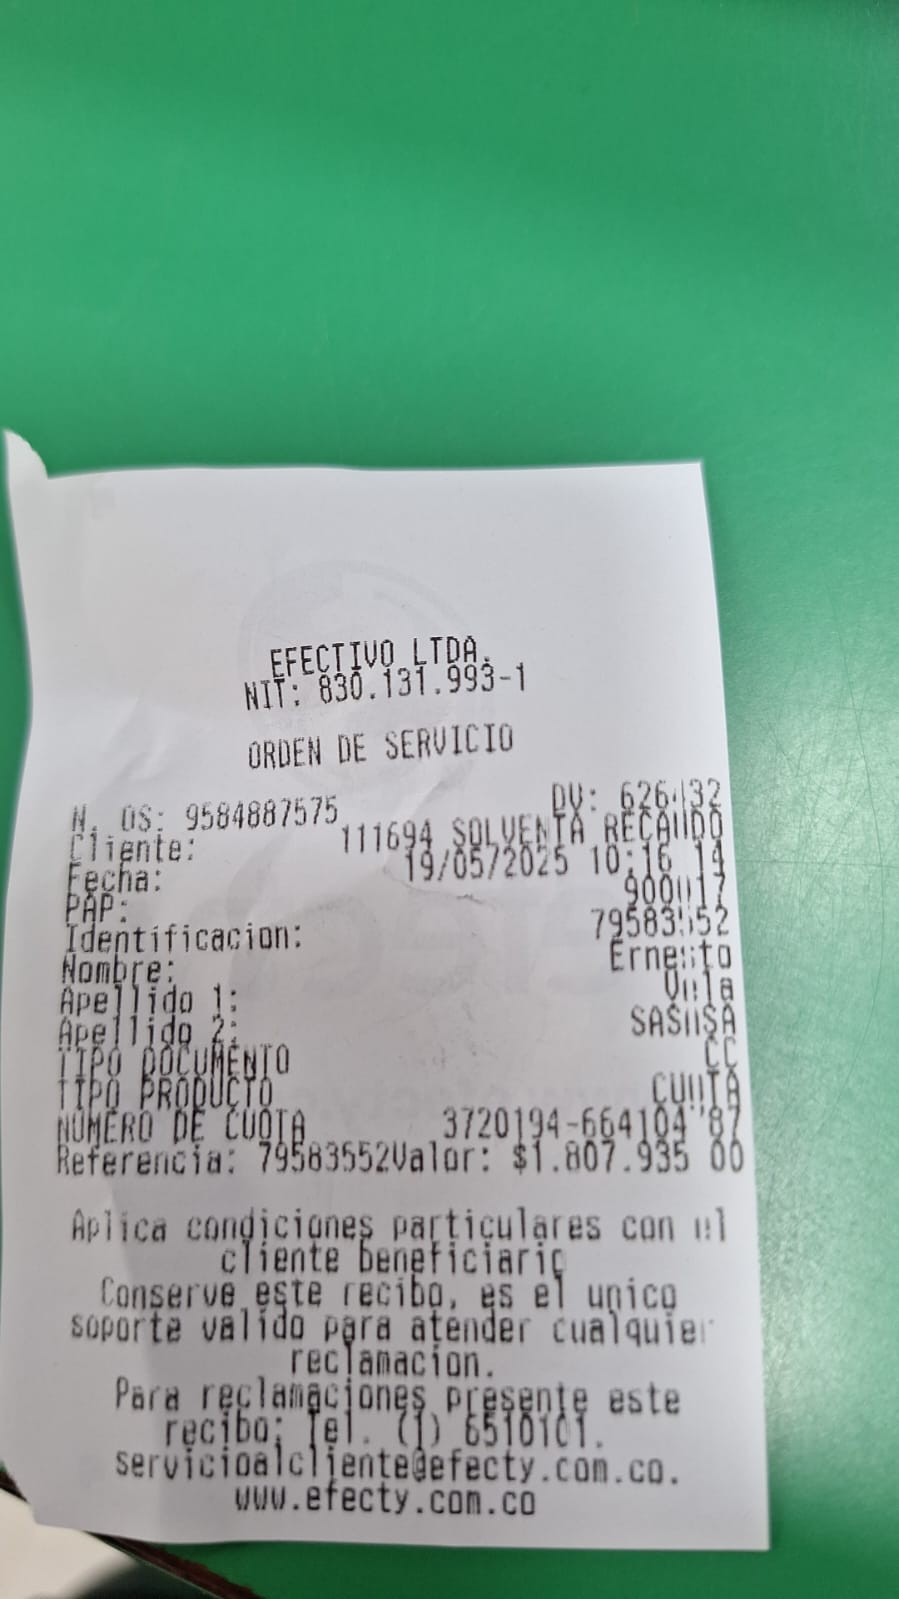 EFECTIVO LTDA.
NIT: 830.131.993-1
ORDEN DE SERVICIO
N. OS: 9584887575 DV:
Cliente: 111694 SOLVENTA
Fecha: 19/05/2025 10:16
PAP:
Identificacion: 79583552
Nombre: Ernesto
Apellido 1:
Apellido 2:
TIPO DOCUMENTO CC
TIPO PRODUCTO
NUMERO DE CUOTA
Referencia: 79583552Valor: $1.807.935 00
Aplica condiciones particulares con el
cliente beneficiario
Conserve este recibo, es el unico
soporte valido para atender cualquier
reclamacion.
Para reclamaciones presente este
recibo: Tel. (1) 6510101.
servicioalcliente@efecty.com.co.
www.efecty.com.co